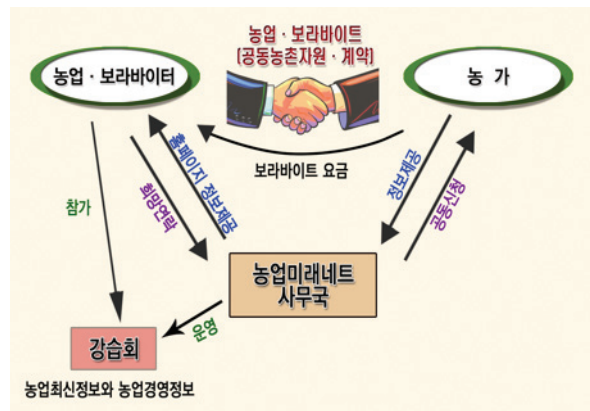 농업 · 보라바이트
[공동농촌자원 · 계약]
농업 · 보라바이터
농 가
보라바이트 요금
참가
희망연락
홈페이지 정보제공
정보제공
공동신청
농업미래네트
사무국
운영
강습회
농업최신정보와 농업경영정보